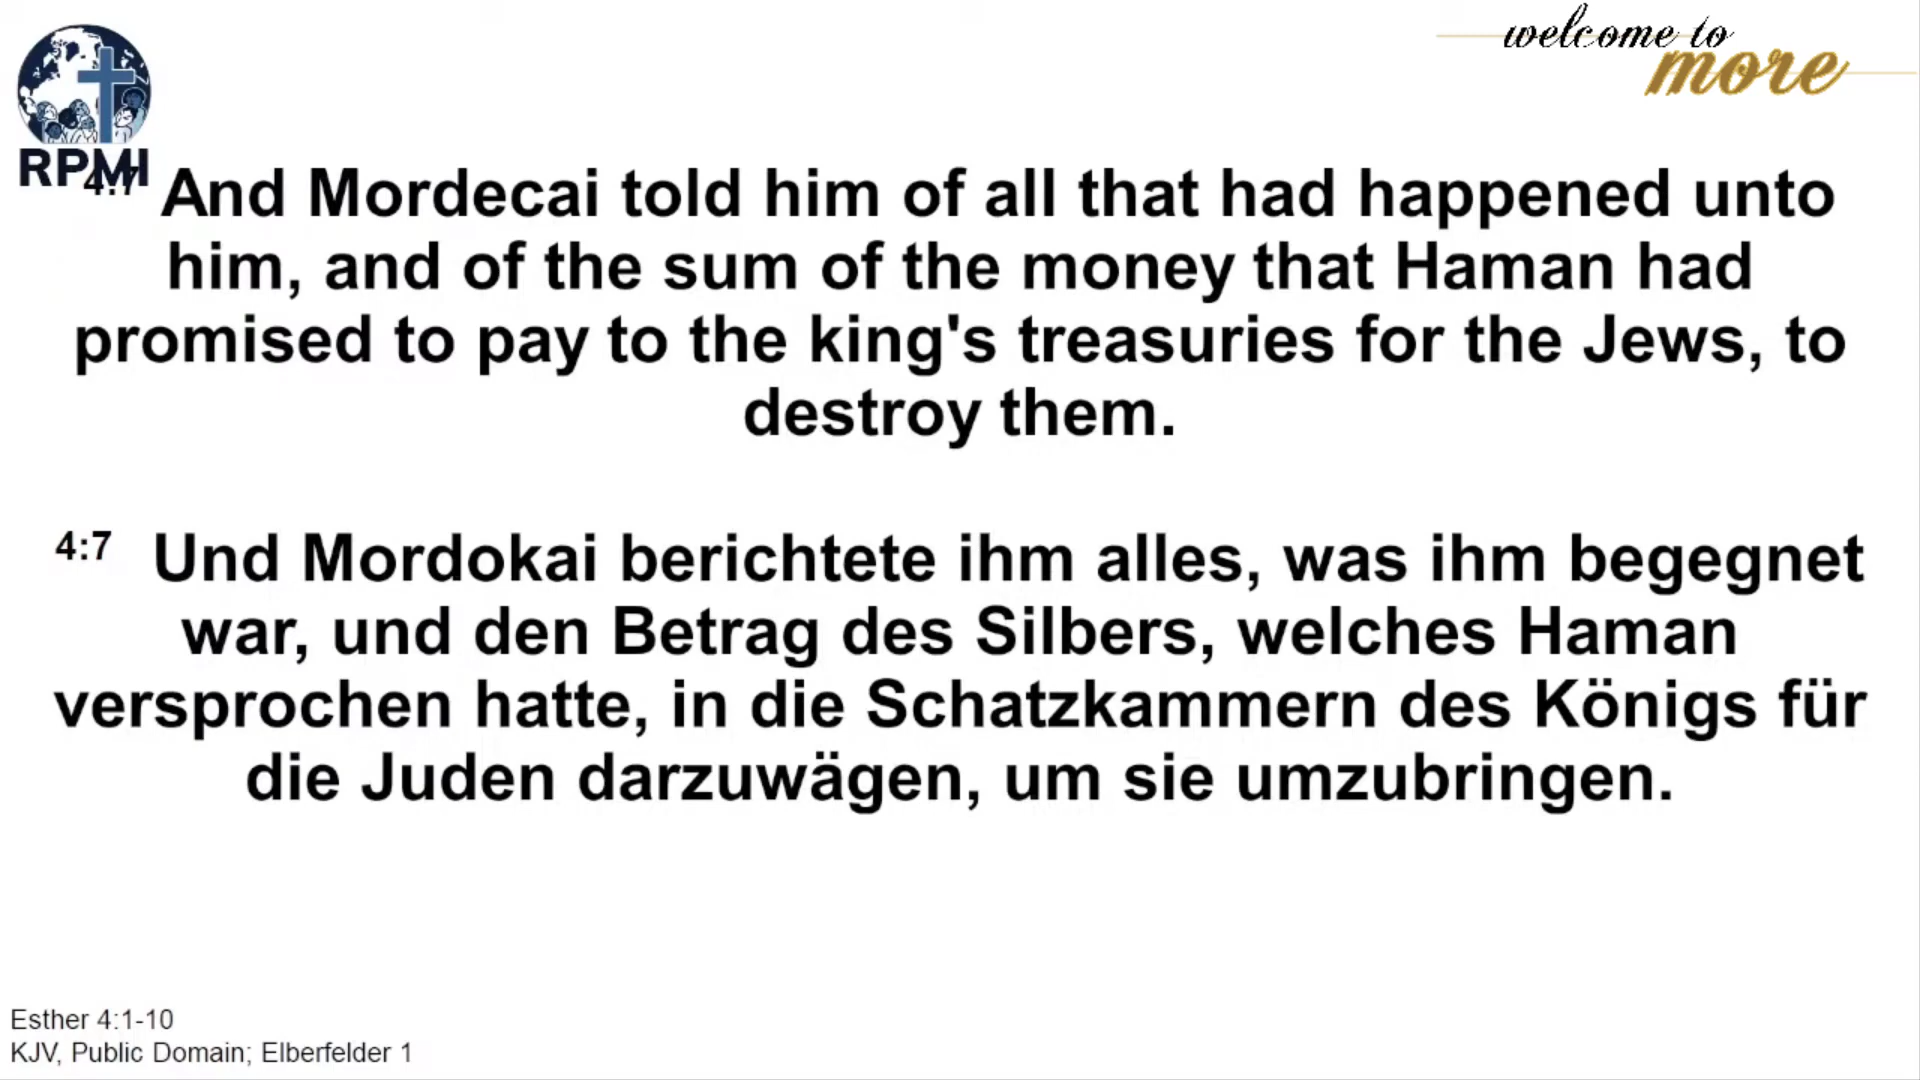 welcome to
more
RPMI
4:7 And Mordecai told him of all that had happened unto
him, and of the sum of the money that Haman had
promised to pay to the king's treasuries for the Jews, to
destroy them.
4:7 Und Mordokai berichtete ihm alles, was ihm begegnet
war, und den Betrag des Silbers, welches Haman
versprochen hatte, in die Schatzkammern des Königs für
die Juden darzuwägen, um sie umzubringen.
Esther 4:1-10
KJV, Public Domain; Elberfelder 1